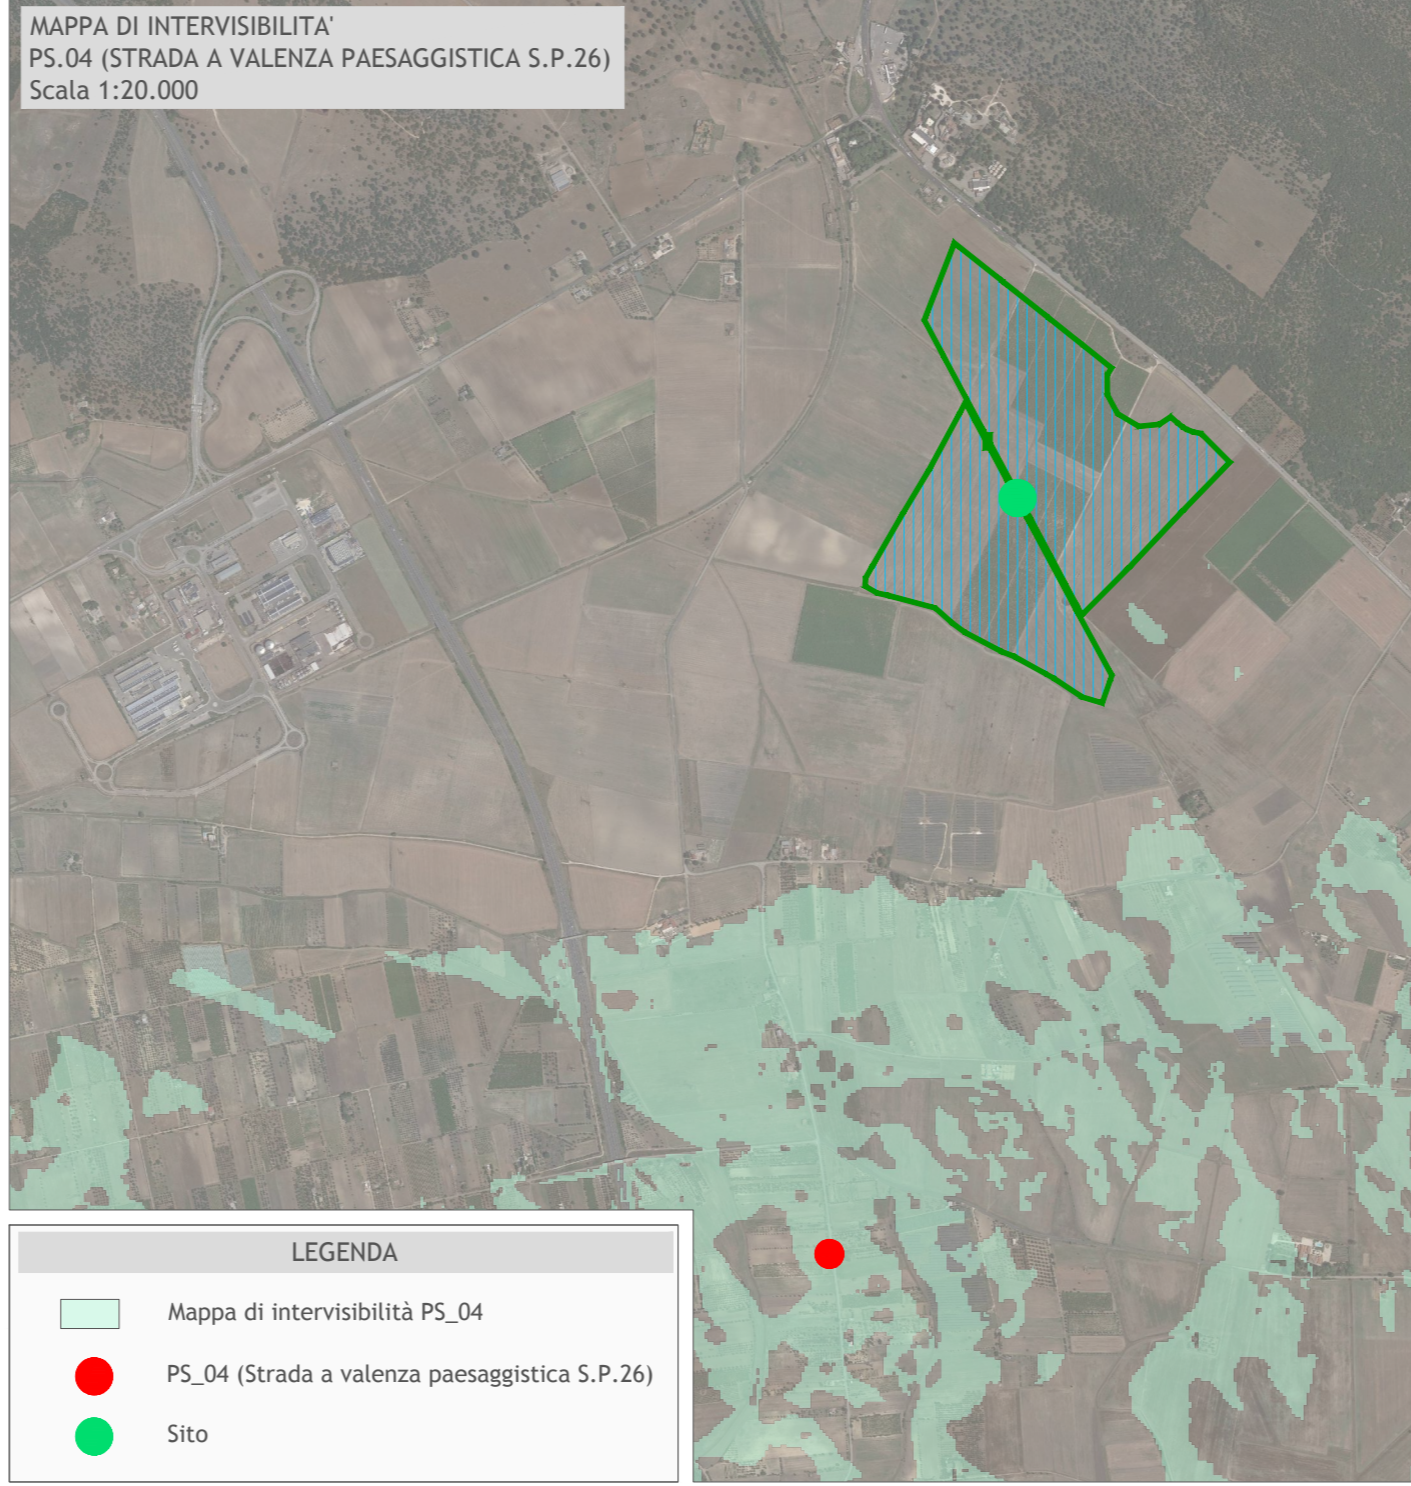 MAPPA DI INTERVISIBILITA'
PS.04 (STRADA A VALENZA PAESAGGISTICA S.P.26)
Scala 1:20.000
LEGENDA
Mappa di intervisibilità PS_04
PS_04 (Strada a valenza paesaggistica S.P.26)
Sito